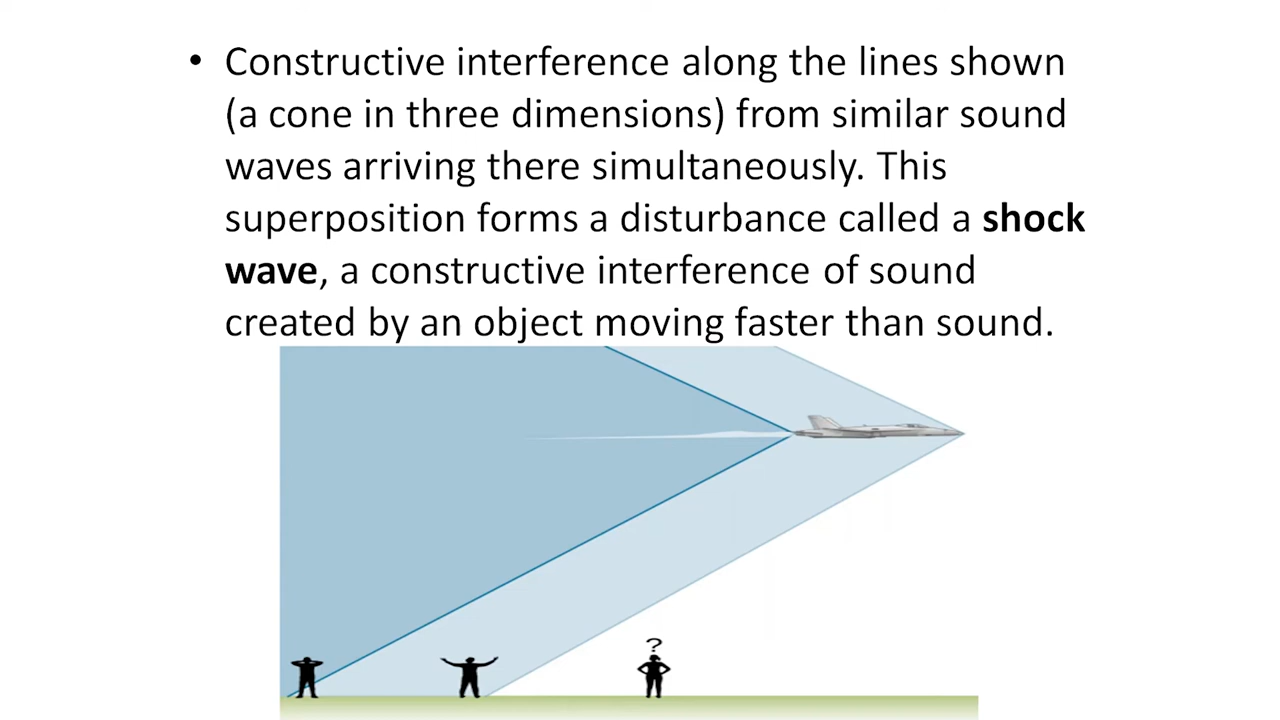 • Constructive interference along the lines shown
(a cone in three dimensions) from similar sound
waves arriving there simultaneously. This
superposition forms a disturbance called a shock
wave, a constructive interference of sound
created by an object moving faster than sound.
?